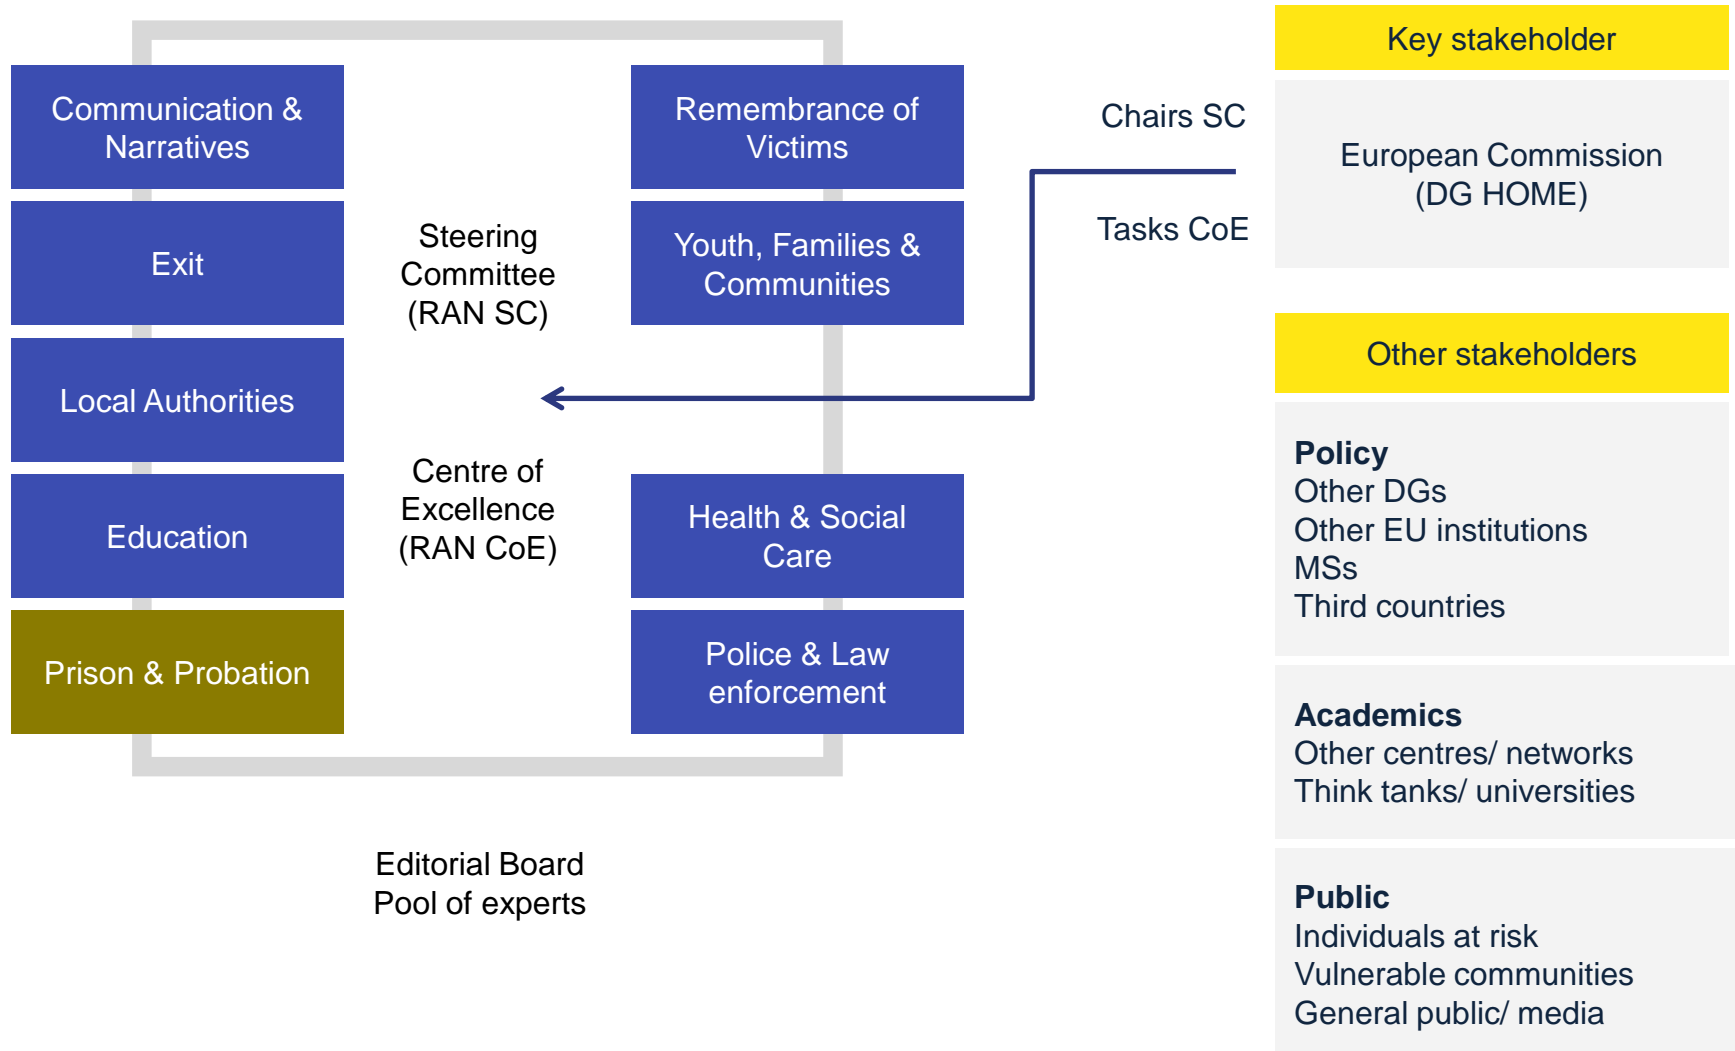 Communication &
Narratives
Exit
Local Authorities
Education
Prison & Probation
Steering
Committee
(RAN SC)
Centre of
Excellence
(RAN CoE)
Remembrance of
Victims
Youth, Families &
Communities
Health & Social
Care
Police & Law
enforcement
Editorial Board
Pool of experts
Chairs SC
Tasks CoE
Key stakeholder
European Commission
(DG HOME)
Other stakeholders
Policy
Other DGs
Other EU institutions
MSs
Third countries
Academics
Other centres/ networks
Think tanks/ universities
Public
Individuals at risk
Vulnerable communities
General public/ media